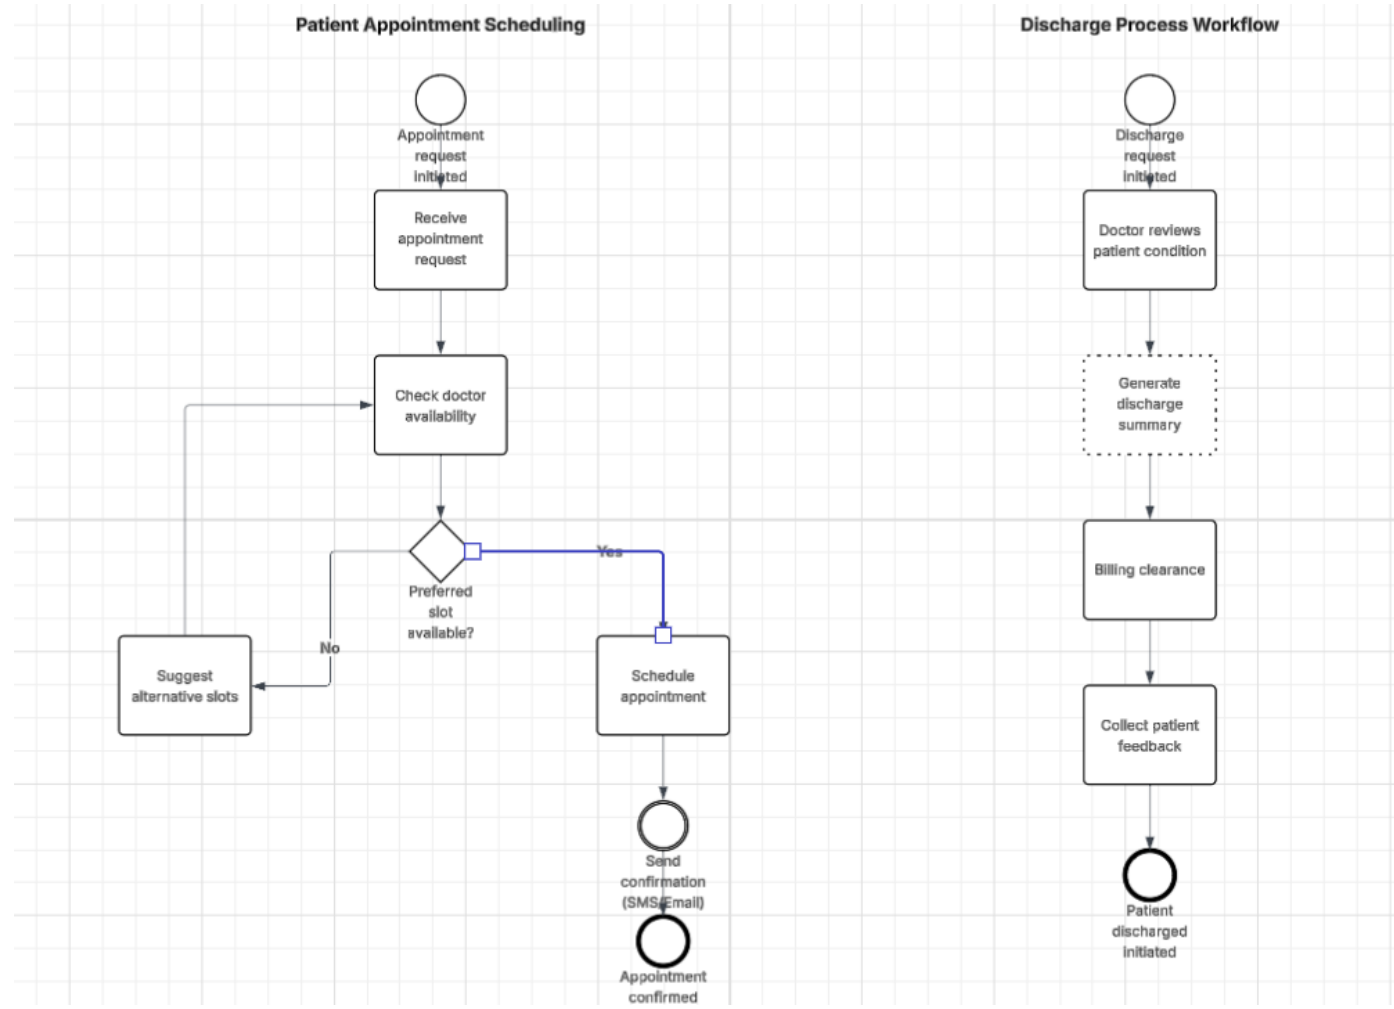 Patient Appointment Scheduling
Appointment
request
initiated
Receive
appointment
request
Check doctor
availability
Yes
Preferred
slot
available?
No
Suggest
alternative slots
Schedule
appointment
Send
confirmation
(SMS/Email)
Appointment
confirmed
Discharge Process Workflow
Discharge
request
initiated
Doctor reviews
patient condition
Generate
discharge
summary
Billing clearance
Collect patient
feedback
Patient
discharged
initiated